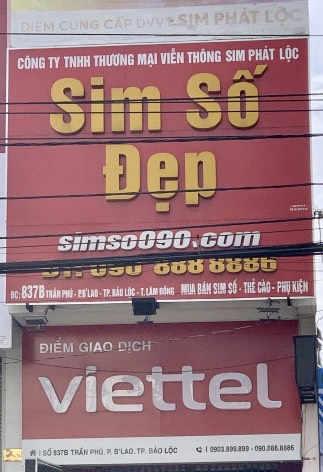 ĐIỂM CUNG CẤP DVVT SIM PHÁT LỘC
CÔNG TY TNHH THƯƠNG MẠI VIỄN THÔNG SIM PHÁT LỘC
Sim Số
Đẹp
simso090.com
ĐT: 090 888 8886
ĐC: 837B TRẦN PHÚ - P.B'LAO - TP. BẢO LỘC - T. LÂM ĐỒNG MUA BÁN SIM SỐ - THẺ CÀO - PHỤ KIỆN
ĐIỂM GIAO DỊCH
viettel
SỐ 837B TRẦN PHÚ. P. B'LAO. TP. BẢO LỘC 0903.899.899 - 090.688.8686